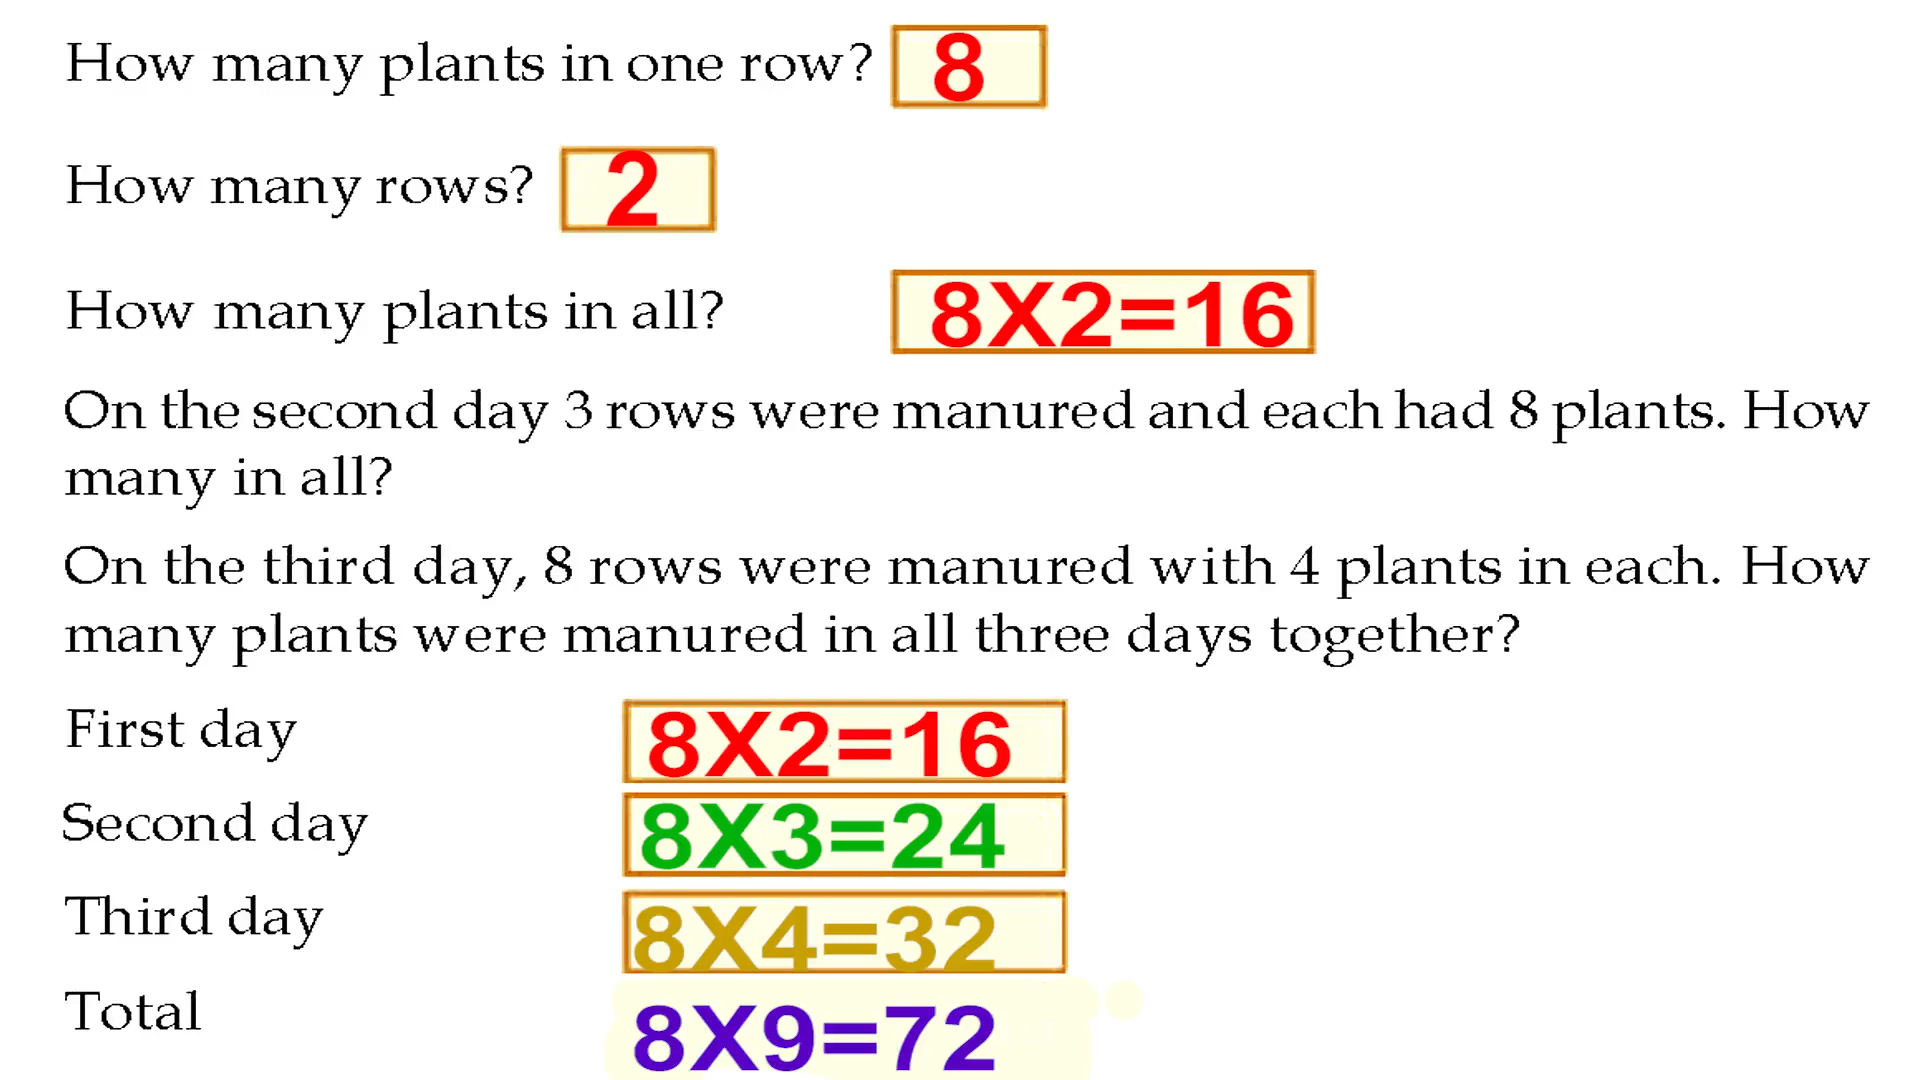 How many plants in one row? 8
How many rows? 2
How many plants in all? 8X2=16
On the second day 3 rows were manured and each had 8 plants. How
many in all?
On the third day, 8 rows were manured with 4 plants in each. How
many plants were manured in all three days together?
First day 8X2=16
Second day 8X3=24
Third day 8X4=32
Total 8X9=72